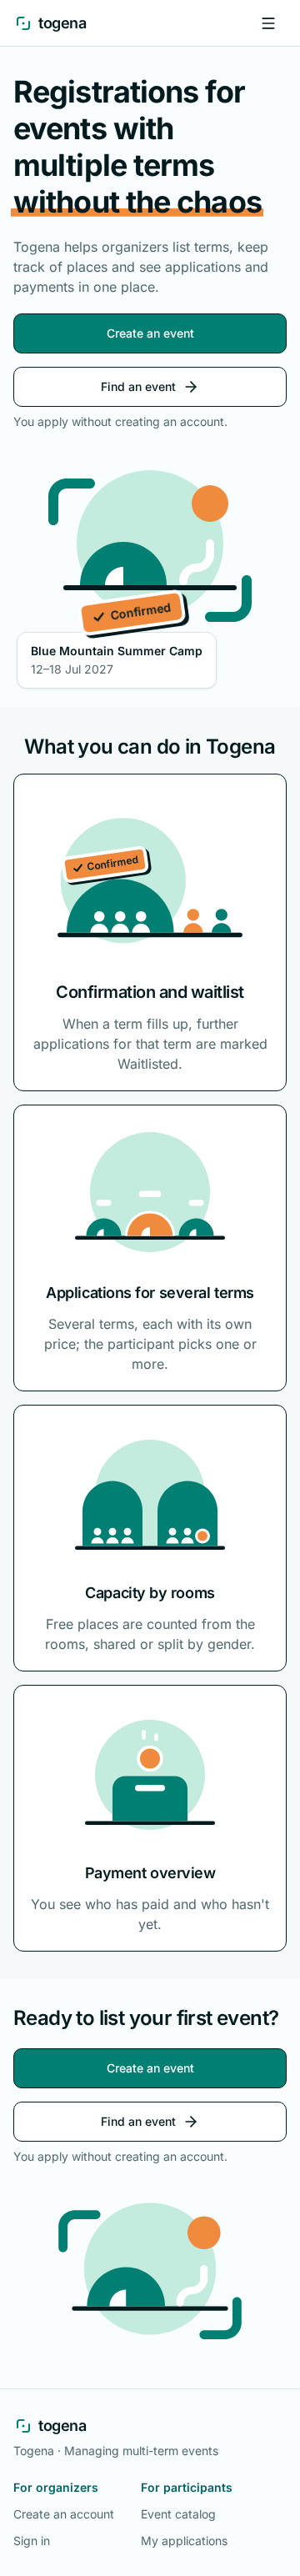 togena
Registrations for
events with
multiple terms
without the chaos
Togena helps organizers list terms, keep
track of places and see applications and
payments in one place.
Create an event
Find an event →
You apply without creating an account.
Confirmed
Blue Mountain Summer Camp
12–18 Jul 2027
What you can do in Togena
Confirmed
Confirmation and waitlist
When a term fills up, further
applications for that term are marked
Waitlisted.
Applications for several terms
Several terms, each with its own
price; the participant picks one or
more.
Capacity by rooms
Free places are counted from the
rooms, shared or split by gender.
Payment overview
You see who has paid and who hasn't
yet.
Ready to list your first event?
Create an event
Find an event →
You apply without creating an account.
togena
Togena · Managing multi-term events
For organizers
Create an account
Sign in
For participants
Event catalog
My applications